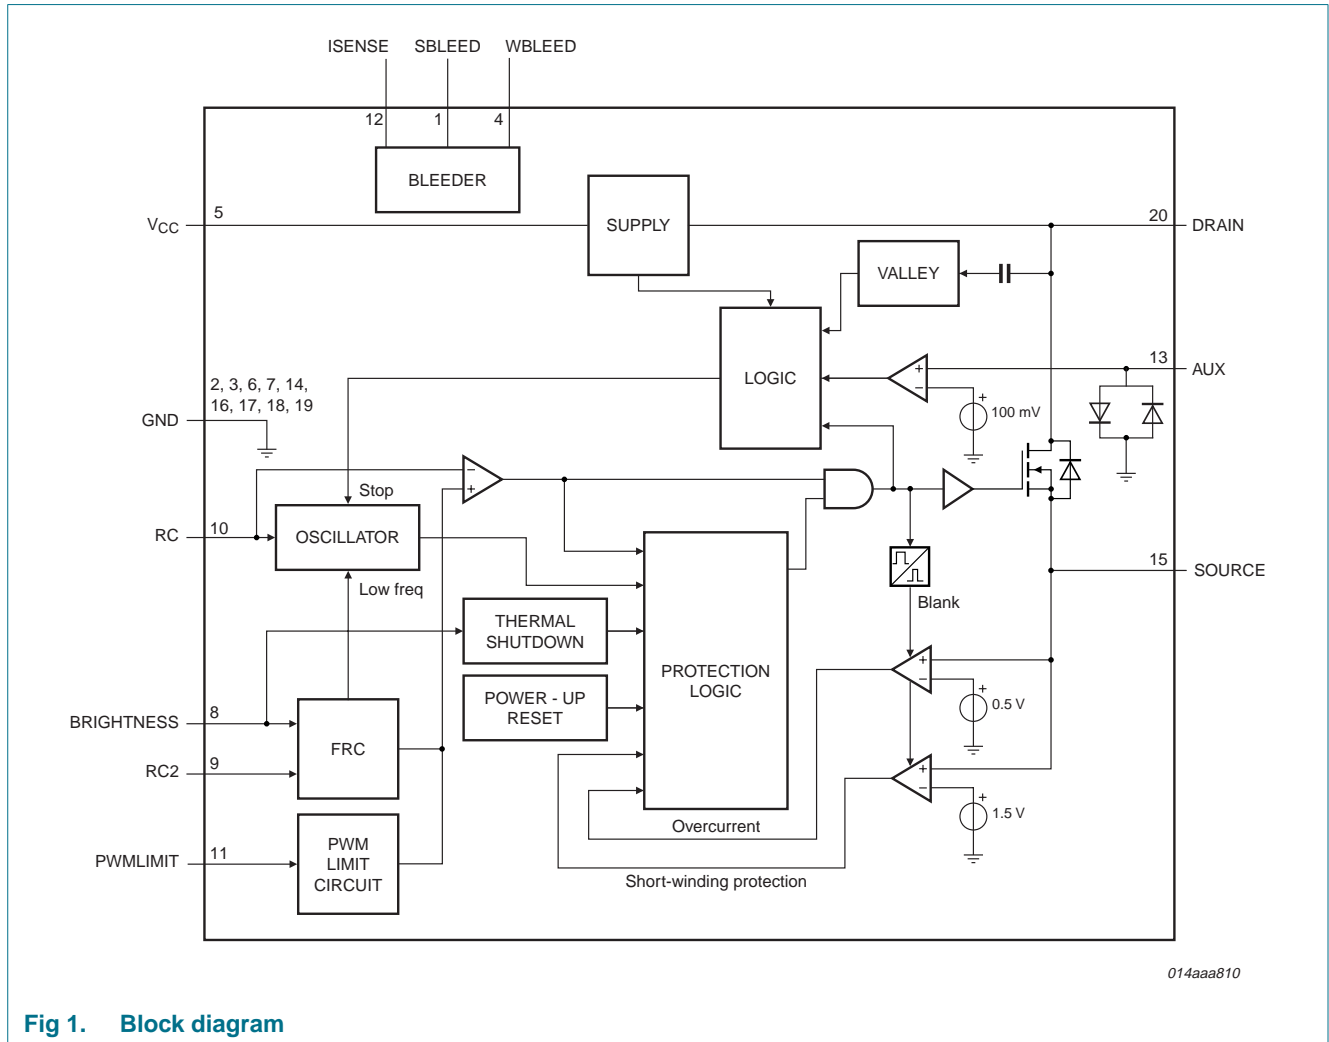 ISENSE SBLEED WBLEED
12 1 4
BLEEDER
VCC 5
SUPPLY
20 DRAIN
VALLEY
LOGIC
+
−
+
100 mV
13 AUX
2, 3, 6, 7, 14,
16, 17, 18, 19
GND
−
+
Stop
RC 10
OSCILLATOR
Low freq
15 SOURCE
Blank
THERMAL
SHUTDOWN
POWER - UP
RESET
PROTECTION
LOGIC
+
−
+
0.5 V
BRIGHTNESS 8
RC2 9
FRC
+
−
+
1.5 V
Overcurrent
PWMLIMIT 11
PWM
LIMIT
CIRCUIT
Short-winding protection
014aaa810
Fig 1. Block diagram